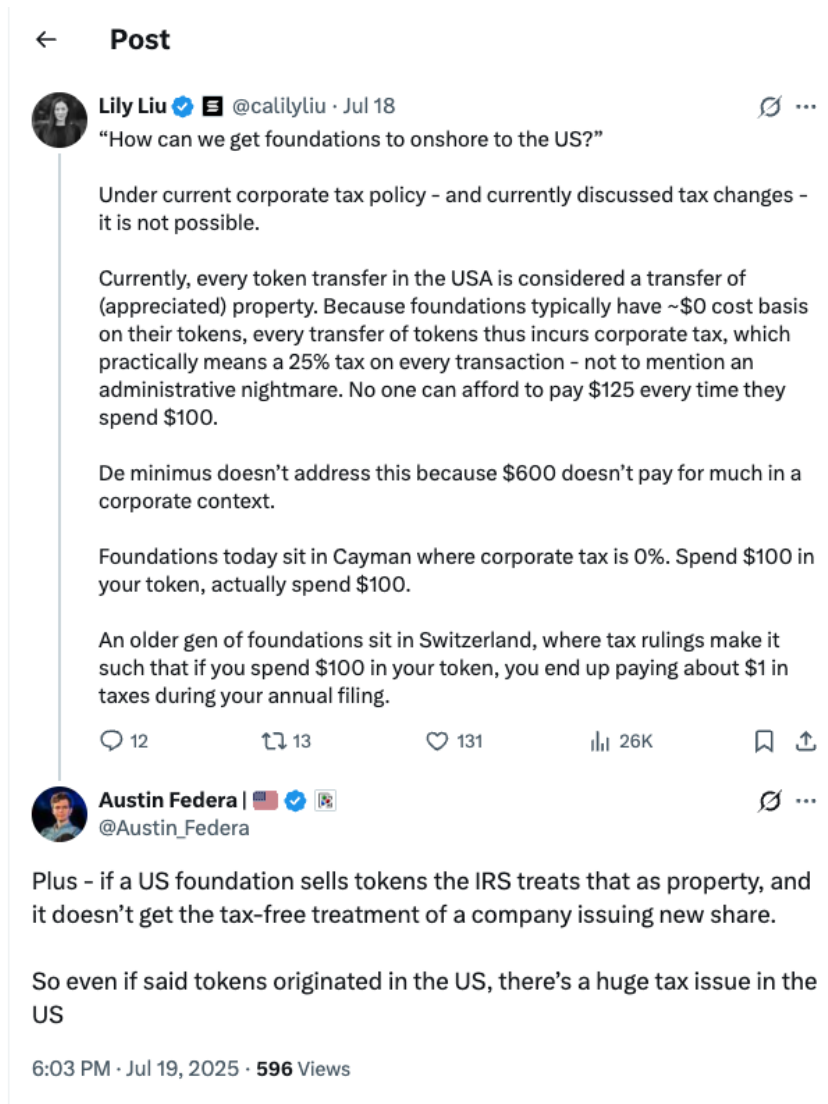 Post
Lily Liu @calilyliu · Jul 18
“How can we get foundations to onshore to the US?”
Under current corporate tax policy - and currently discussed tax changes -
it is not possible.
Currently, every token transfer in the USA is considered a transfer of
(appreciated) property. Because foundations typically have ~$0 cost basis
on their tokens, every transfer of tokens thus incurs corporate tax, which
practically means a 25% tax on every transaction - not to mention an
administrative nightmare. No one can afford to pay $125 every time they
spend $100.
De minimus doesn’t address this because $600 doesn’t pay for much in a
corporate context.
Foundations today sit in Cayman where corporate tax is 0%. Spend $100 in
your token, actually spend $100.
An older gen of foundations sit in Switzerland, where tax rulings make it
such that if you spend $100 in your token, you end up paying about $1 in
taxes during your annual filing.
12 13 131 26K
Austin Federa |
@Austin_Federa
Plus - if a US foundation sells tokens the IRS treats that as property, and
it doesn’t get the tax-free treatment of a company issuing new share.
So even if said tokens originated in the US, there’s a huge tax issue in the
US
6:03 PM · Jul 19, 2025 · 596 Views